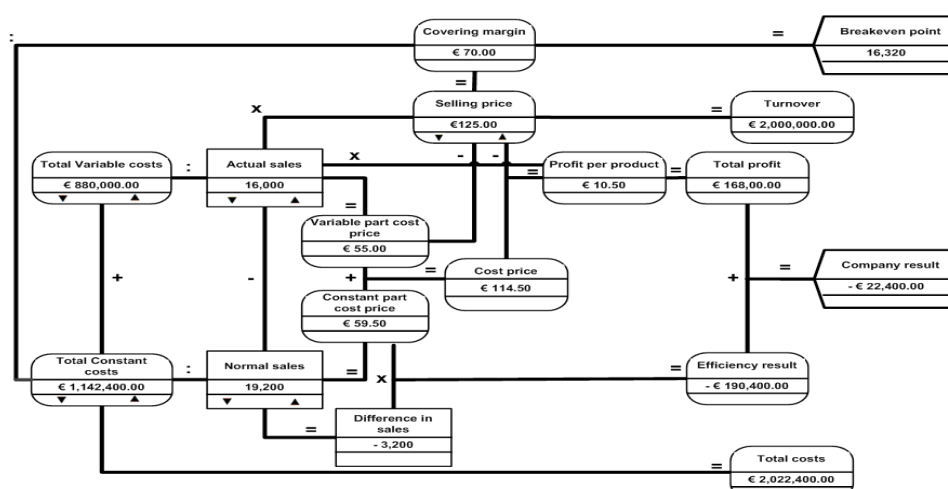 :
Covering margin
€ 70.00
=
Breakeven point
16,320
=
Selling price
€125.00
▼ ▲
x
=
Turnover
€ 2,000,000.00
Total Variable costs
€ 880,000.00
▼ ▲
:
Actual sales
16,000
▼ ▲
x
- -
=
Profit per product
€ 10.50
=
Total profit
€ 168,00.00
=
Variable part cost
price
€ 55.00
+
-
+
=
Cost price
€ 114.50
+
=
Company result
- € 22,400.00
Constant part
cost price
€ 59.50
Total Constant
costs
€ 1,142,400.00
▼ ▲
:
Normal sales
19,200
▼ ▲
=
x
=
Efficiency result
- € 190,400.00
=
Difference in
sales
- 3,200
=
Total costs
€ 2,022,400.00